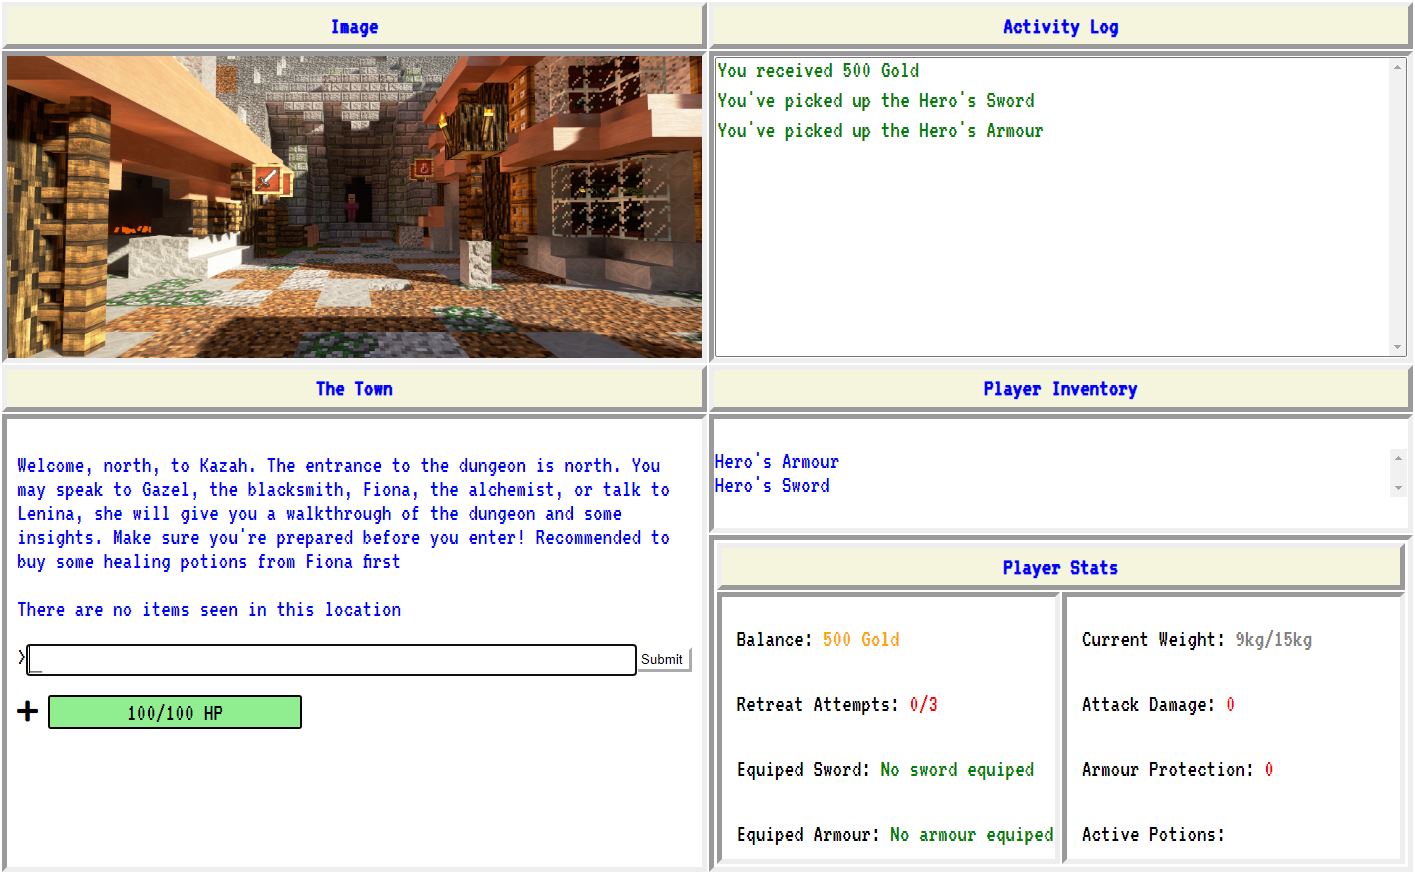 Image
Activity Log
You received 500 Gold
You've picked up the Hero's Sword
You've picked up the Hero's Armour
The Town
Welcome, north, to Kazah. The entrance to the dungeon is north. You
may speak to Gazel, the blacksmith, Fiona, the alchemist, or talk to
Lenina, she will give you a walkthrough of the dungeon and some
insights. Make sure you're prepared before you enter! Recommended to
buy some healing potions from Fiona first
There are no items seen in this location
>_
Submit
100/100 HP
Player Inventory
Hero's Armour
Hero's Sword
Player Stats
Balance: 500 Gold
Retreat Attempts: 0/3
Equiped Sword: No sword equiped
Equiped Armour: No armour equiped
Current Weight: 9kg/15kg
Attack Damage: 0
Armour Protection: 0
Active Potions: